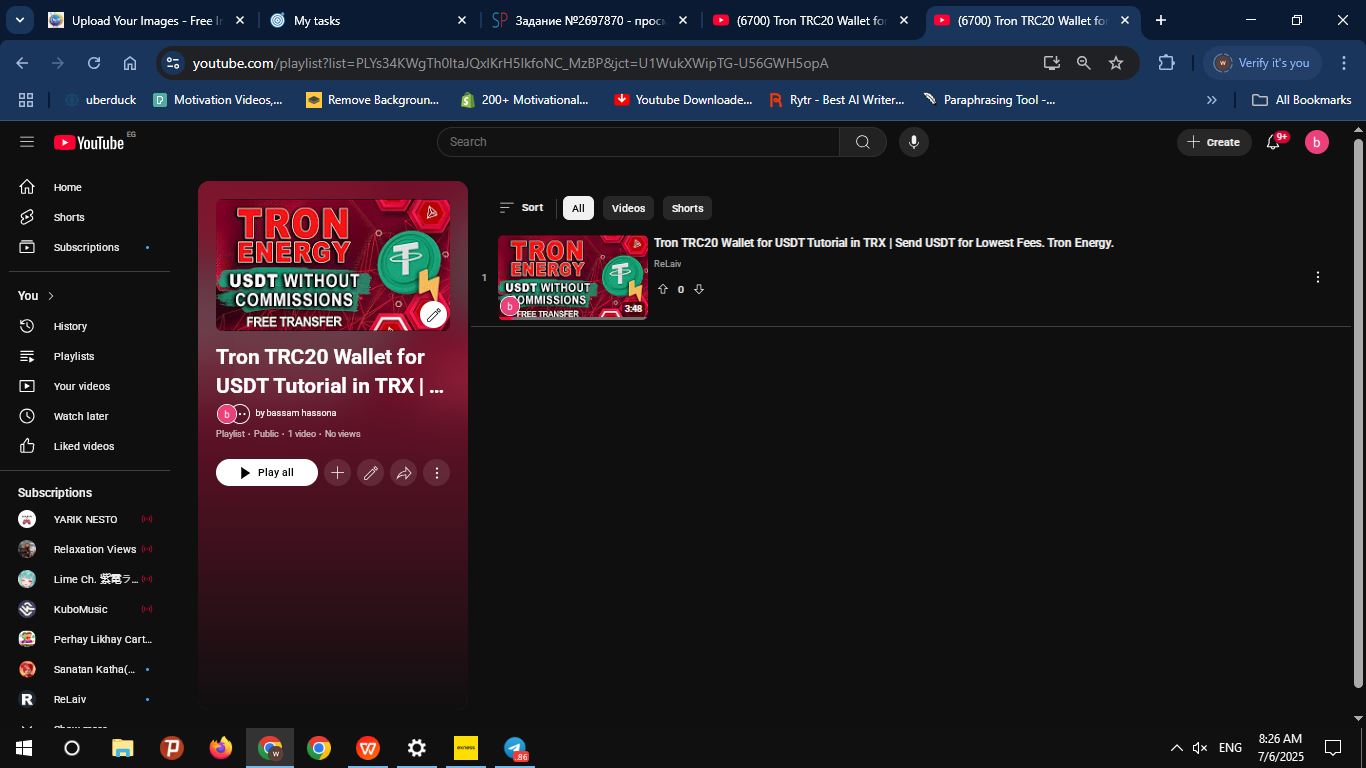 Upload Your Images - Free I
My tasks
Задание №2697870 - прос
(6700) Tron TRC20 Wallet for
(6700) Tron TRC20 Wallet for
youtube.com/playlist?list=PLYs34KWgTh0ltaJQxlKrH5IkfoNC_MzBP&jct=U1WukXWipTG-U56GWH5opA
Verify it's you
uberduck
Motivation Videos,...
Remove Backgroun...
200+ Motivational...
Youtube Downloade...
Rytr - Best AI Writer...
Paraphrasing Tool -...
All Bookmarks
YouTube EG
Search
Create
9+
b
Home
Shorts
Subscriptions
You
History
Playlists
Your videos
Watch later
Liked videos
Subscriptions
YARIK NESTO
Relaxation Views
Lime Ch. 紫電ラ...
KuboMusic
Perhay Likhay Cart...
Sanatan Katha(...
ReLaiv
TRON
ENERGY
USDT WITHOUT
COMMISSIONS
FREE TRANSFER
Tron TRC20 Wallet for
USDT Tutorial in TRX | ...
b
by bassam hassona
Playlist • Public • 1 video • No views
Play all
Sort
All
Videos
Shorts
1
TRON
ENERGY
USDT WITHOUT
COMMISSIONS
FREE TRANSFER
b
3:48
Tron TRC20 Wallet for USDT Tutorial in TRX | Send USDT for Lowest Fees. Tron Energy.
ReLaiv
0
exness
86
ENG
8:26 AM
7/6/2025